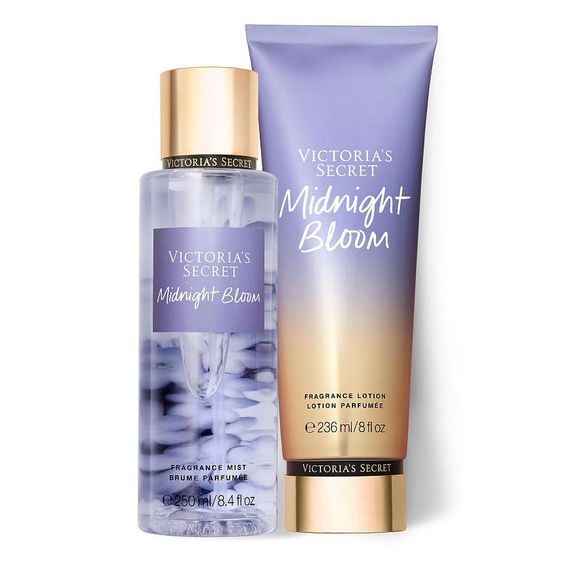 VICTORIA'S SECRET
VICTORIA'S
SECRET
Midnight Bloom
FRAGRANCE MIST
BRUME PARFUMÉE
℮250 ml/8.4 fl oz
VICTORIA'S
SECRET
Midnight
Bloom
FRAGRANCE LOTION
LOTION PARFUMÉE
℮236 ml/8 fl oz
VICTORIA'S SECRET